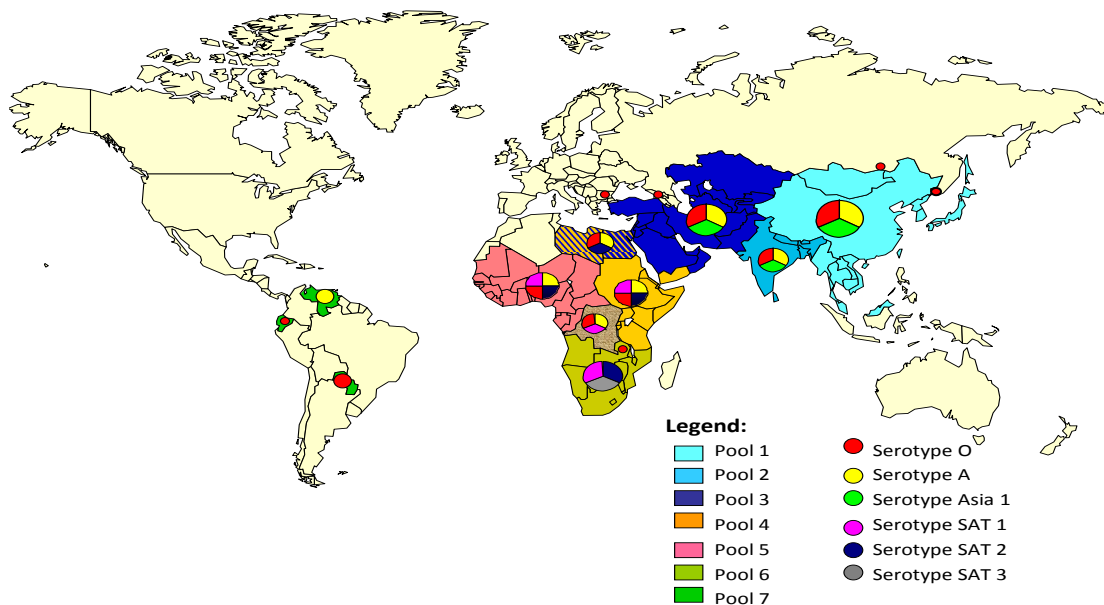 Legend:
Pool 1
Pool 2
Pool 3
Pool 4
Pool 5
Pool 6
Pool 7
Serotype O
Serotype A
Serotype Asia 1
Serotype SAT 1
Serotype SAT 2
Serotype SAT 3